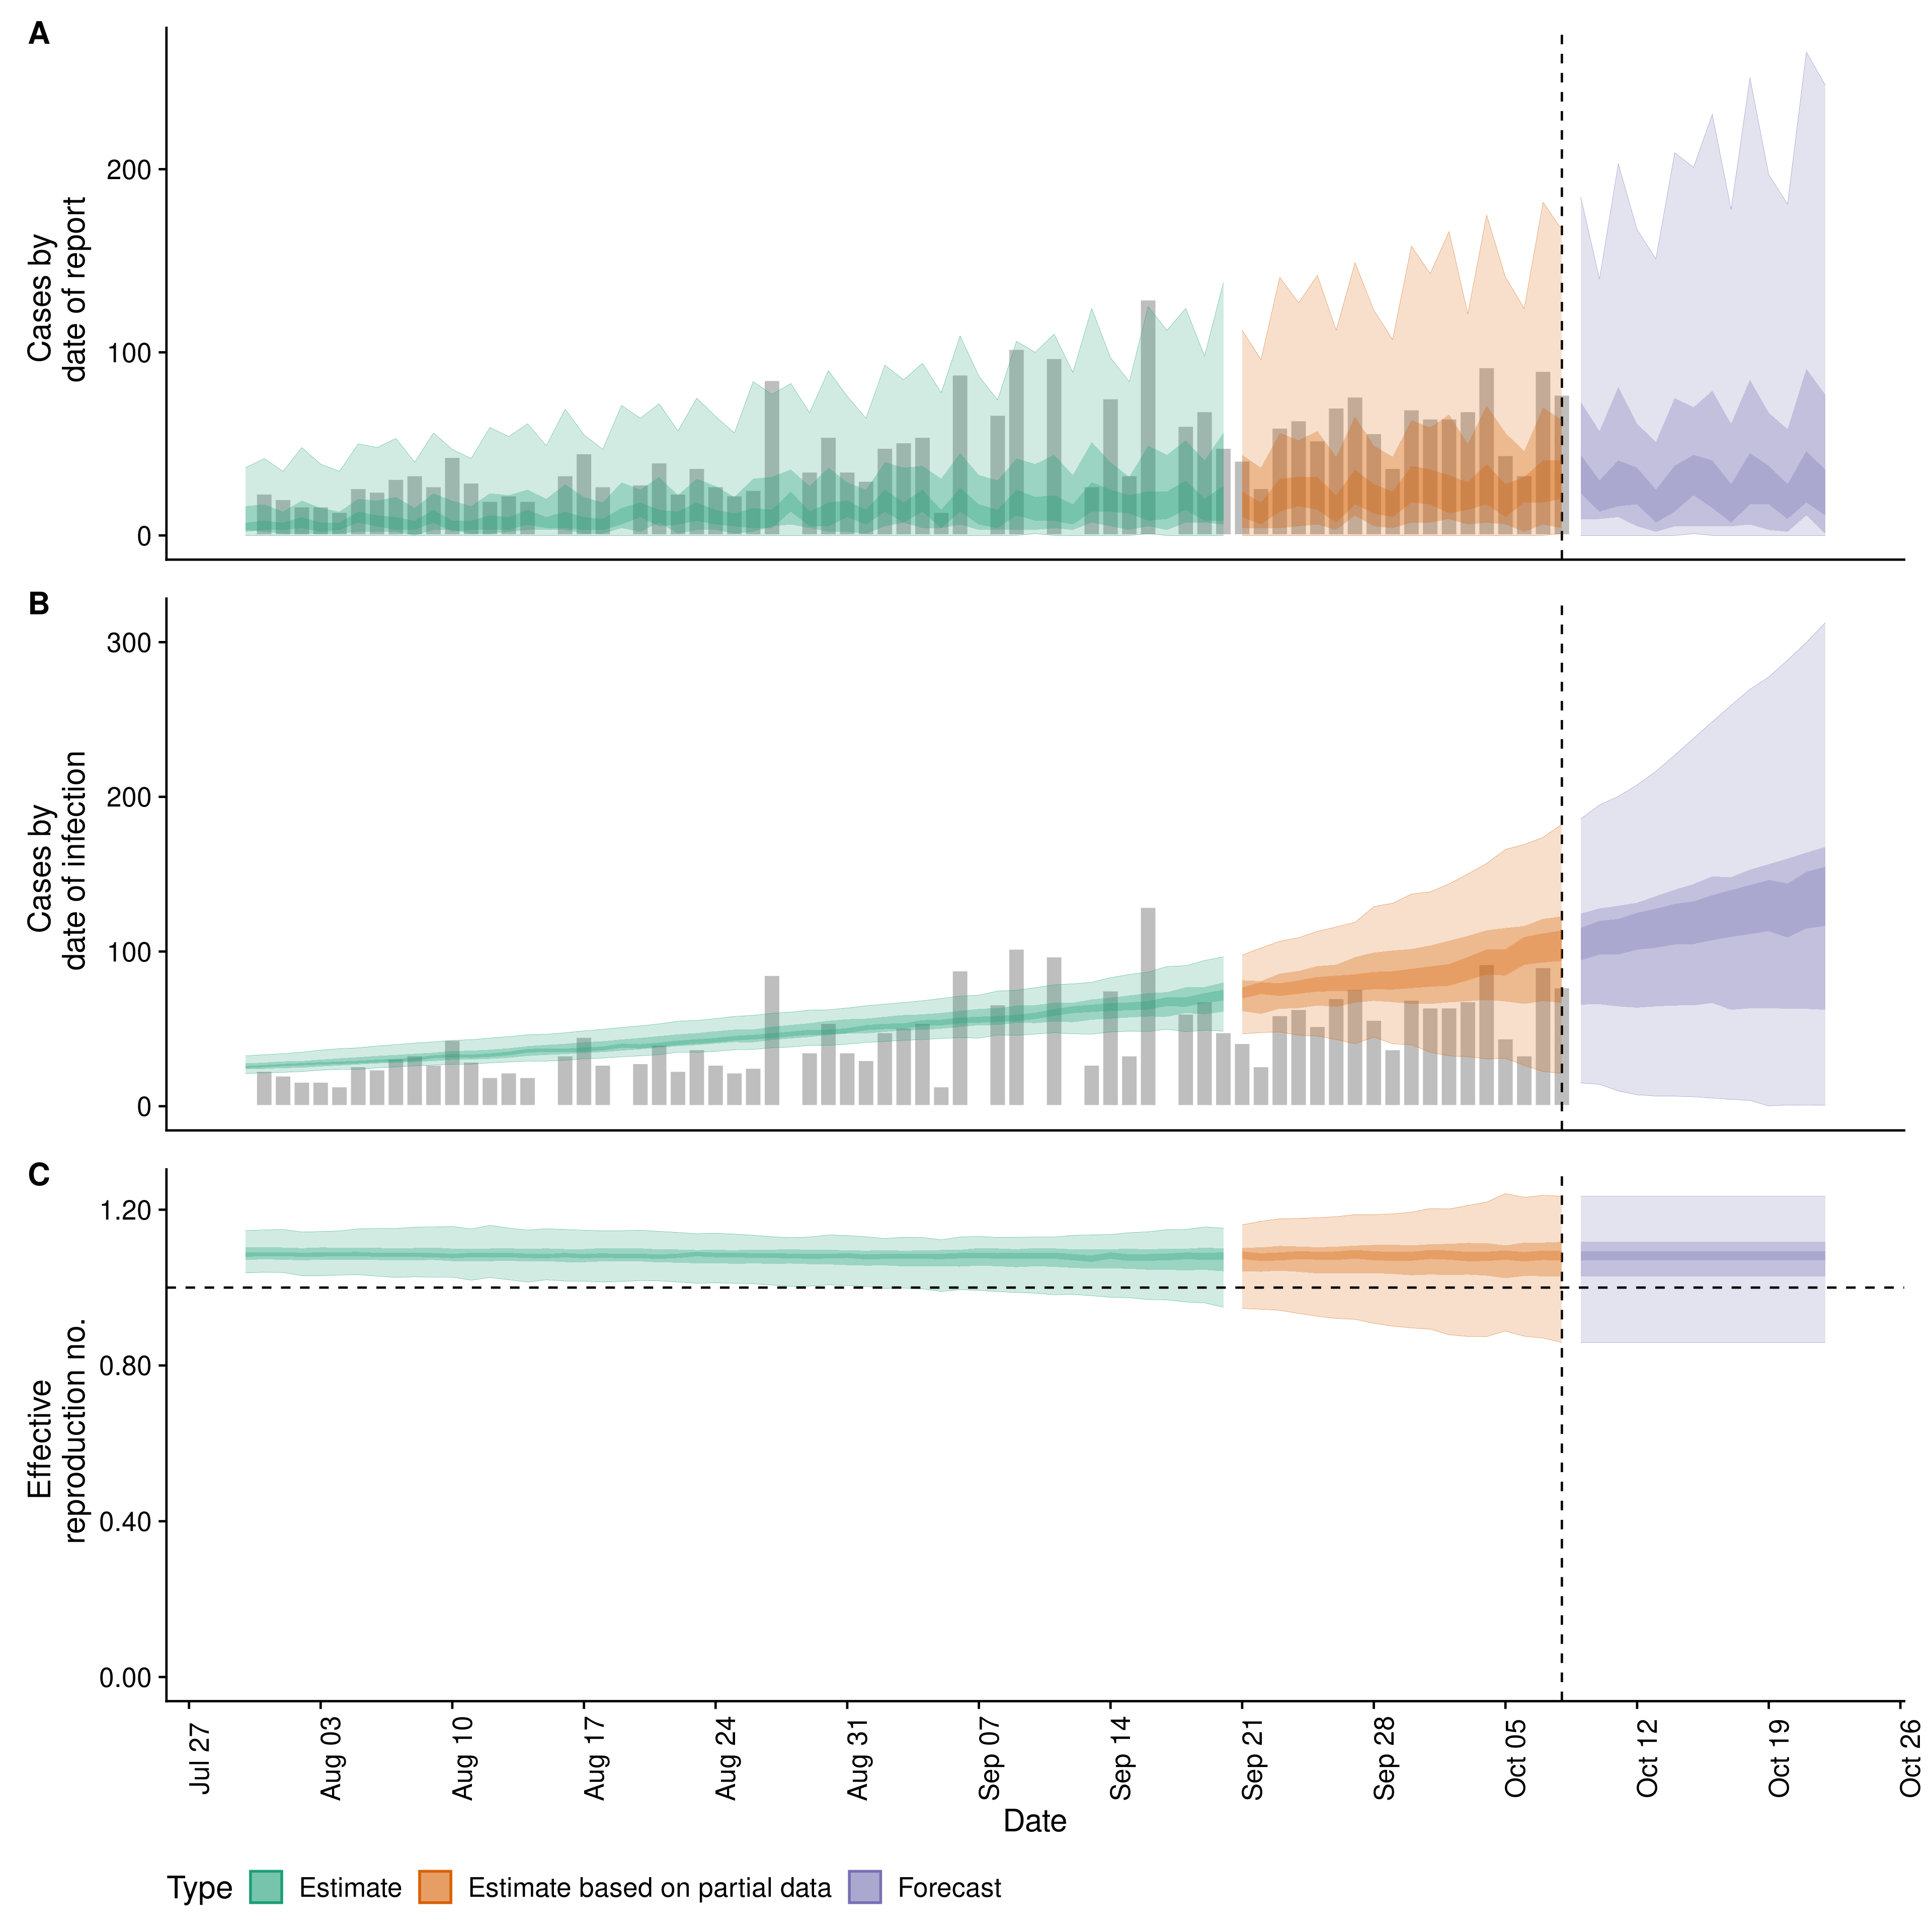 A
Cases by
date of report
200
100
0
B
Cases by
date of infection
300
200
100
0
C
Effective
reproduction no.
1.20
0.80
0.40
0.00
Jul 27
Aug 03
Aug 10
Aug 17
Aug 24
Aug 31
Sep 07
Sep 14
Sep 21
Sep 28
Oct 05
Oct 12
Oct 19
Oct 26
Date
Type Estimate Estimate based on partial data Forecast